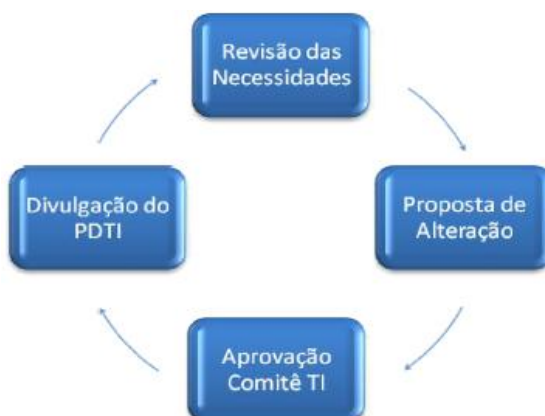 Revisão das
Necessidades
Proposta de
Alteração
Aprovação
Comitê TI
Divulgação do
PDTI